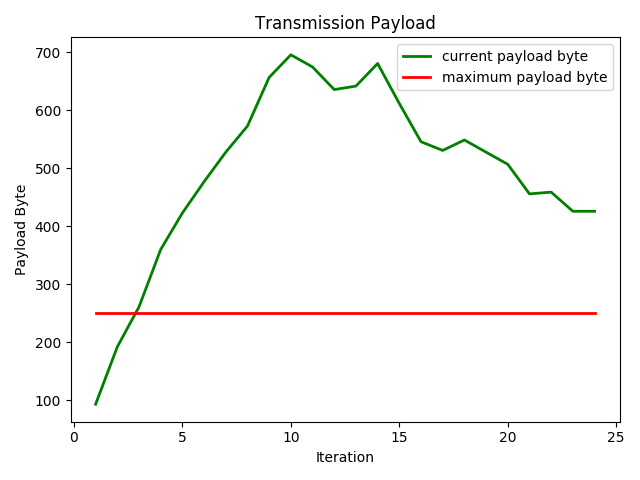 Transmission Payload
current payload byte
maximum payload byte
Payload Byte
700
600
500
400
300
200
100
0 5 10 15 20 25
Iteration